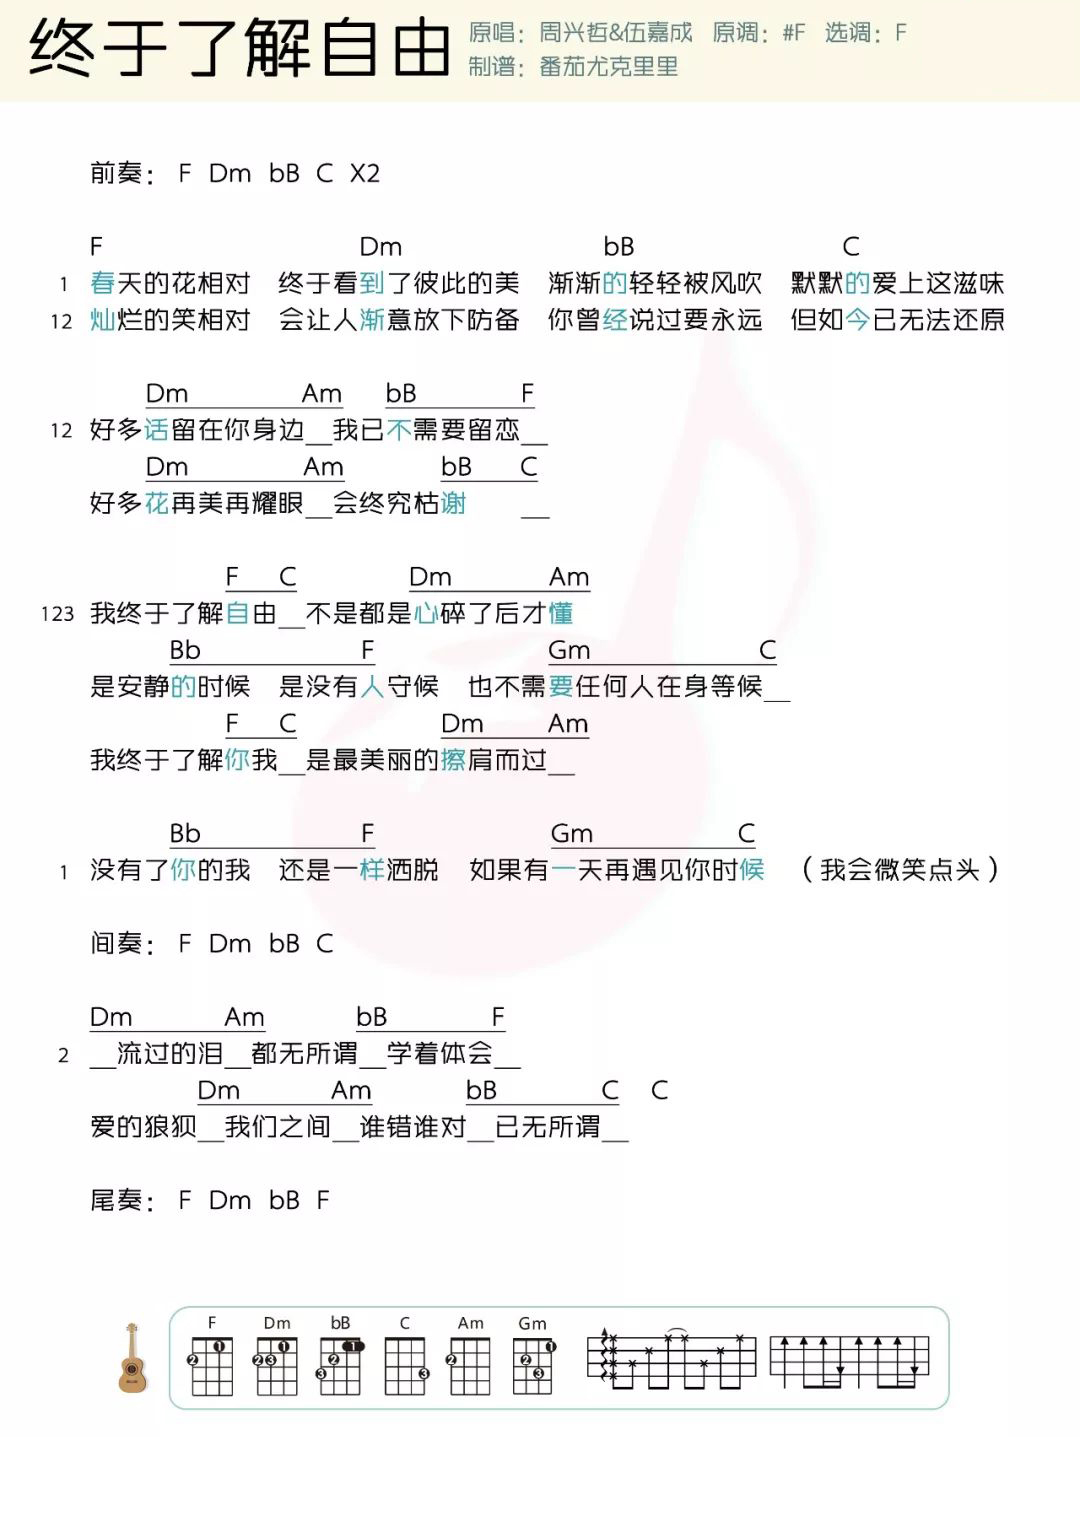 终于了解自由
原唱：周兴哲&伍嘉成 原调：#F 选调：F
制谱：番茄尤克里里
前奏： F Dm bB C X2
F Dm bB C
1 春天的花相对 终于看到了彼此的美 渐渐的轻轻被风吹 默默的爱上这滋味
12 灿烂的笑相对 会让人渐意放下防备 你曾经说过要永远 但如今已无法还原
Dm Am bB F
12 好多话留在你身边__我已不需要留恋__
Dm Am bB C
好多花再美再耀眼__会终究枯谢 __
F C Dm Am
123 我终于了解自由__不是都是心碎了后才懂
Bb F Gm C
是安静的时候 是没有人守候 也不需要任何人在身等候__
F C Dm Am
我终于了解你我__是最美丽的擦肩而过__
Bb F Gm C
1 没有了你的我 还是一样洒脱 如果有一天再遇见你时候 （我会微笑点头）
间奏： F Dm bB C
Dm Am bB F
2 __流过的泪__都无所谓__学着体会__
Dm Am bB C C
爱的狼狈__我们之间__谁错谁对__已无所谓__
尾奏： F Dm bB F
F Dm bB C Am Gm